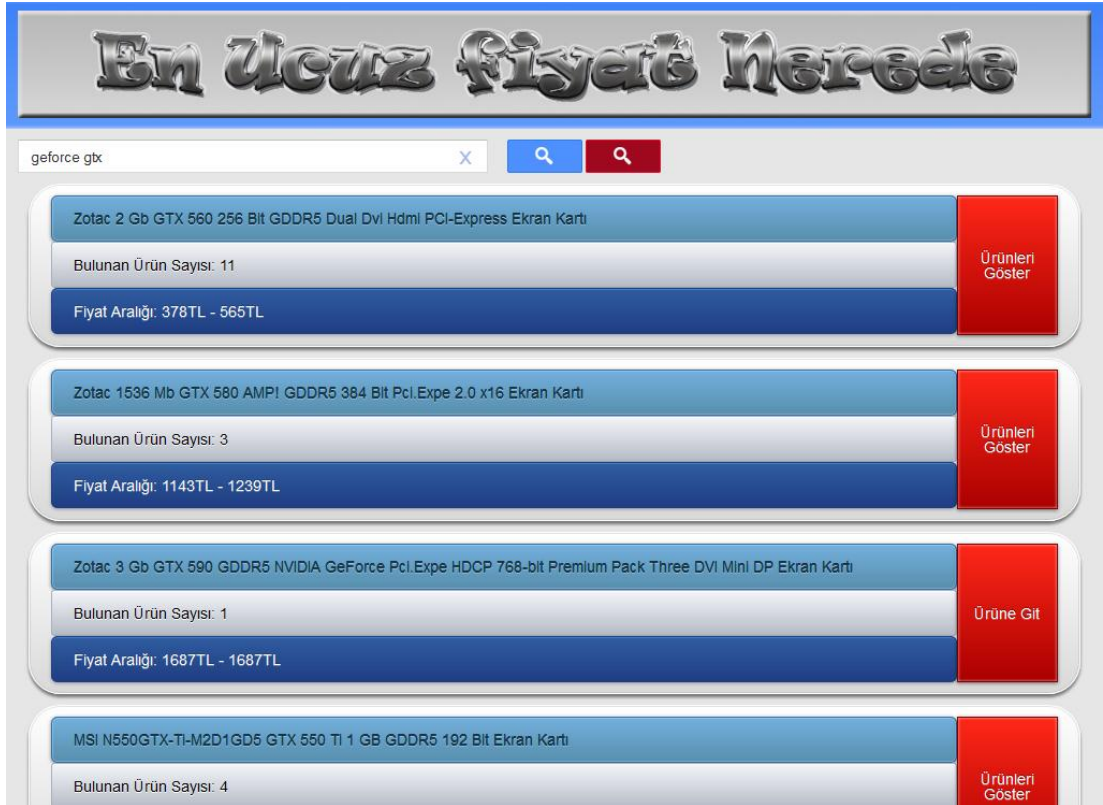 En Ucuz fiyat Nerede
geforce gtx
X
Zotac 2 Gb GTX 560 256 Bit GDDR5 Dual Dvi Hdmi PCI-Express Ekran Kartı
Bulunan Ürün Sayısı: 11
Fiyat Aralığı: 378TL - 565TL
Ürünleri
Göster
Zotac 1536 Mb GTX 580 AMP! GDDR5 384 Bit Pci.Expe 2.0 x16 Ekran Kartı
Bulunan Ürün Sayısı: 3
Fiyat Aralığı: 1143TL - 1239TL
Ürünleri
Göster
Zotac 3 Gb GTX 590 GDDR5 NVIDIA GeForce Pci.Expe HDCP 768-bit Premium Pack Three DVI Mini DP Ekran Kartı
Bulunan Ürün Sayısı: 1
Fiyat Aralığı: 1687TL - 1687TL
Ürüne Git
MSI N550GTX-Ti-M2D1GD5 GTX 550 Ti 1 GB GDDR5 192 Bit Ekran Kartı
Bulunan Ürün Sayısı: 4
Ürünleri
Göster